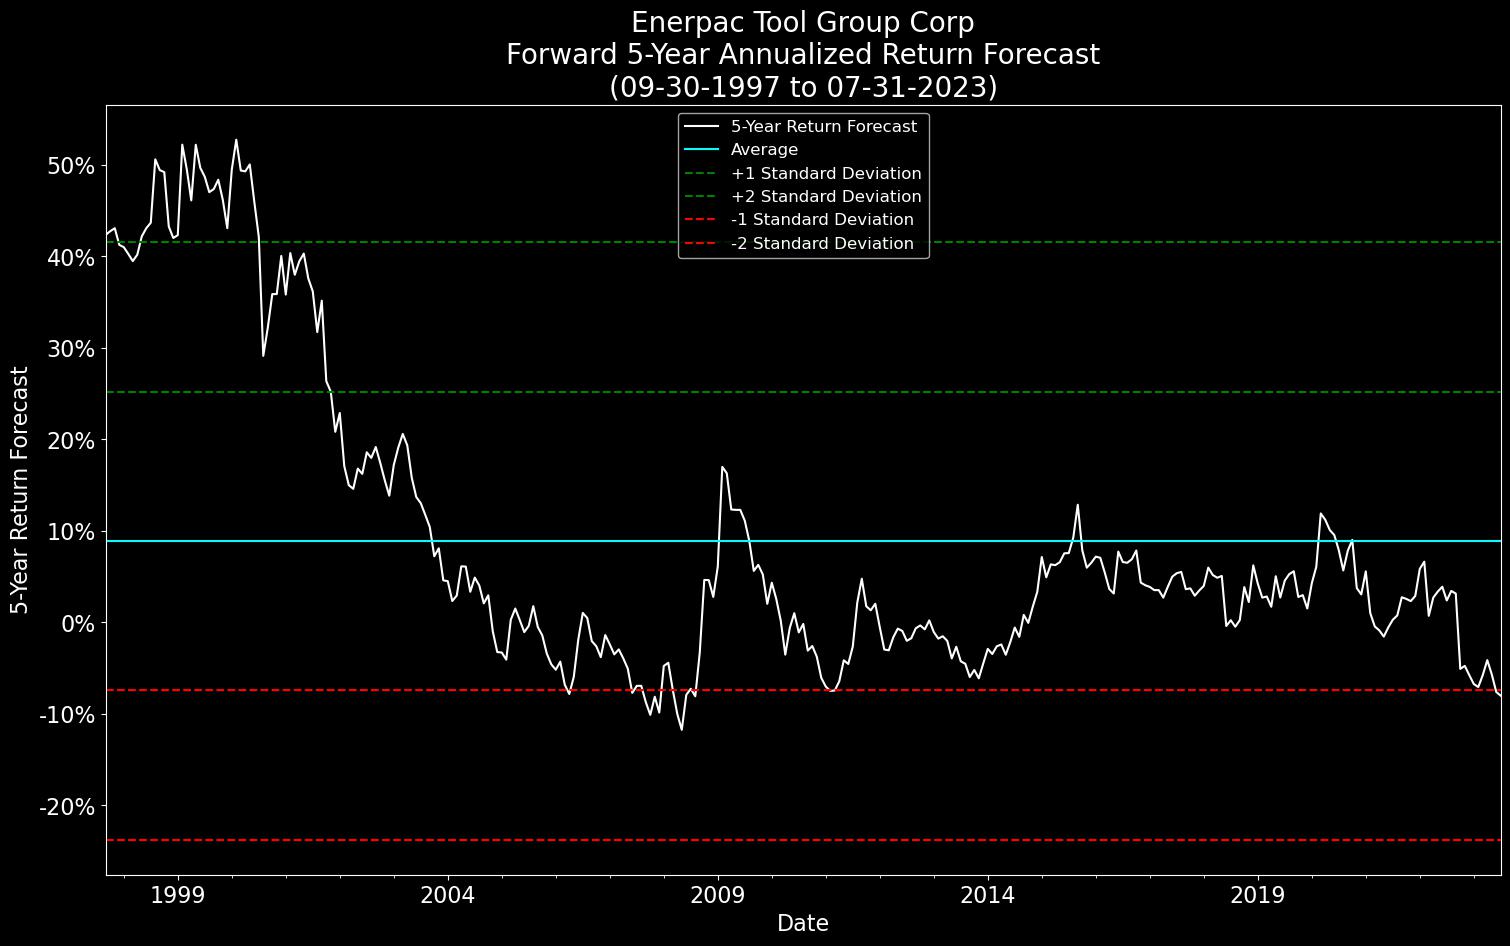 Enerpac Tool Group Corp
Forward 5-Year Annualized Return Forecast
(09-30-1997 to 07-31-2023)
5-Year Return Forecast
Average
+1 Standard Deviation
+2 Standard Deviation
-1 Standard Deviation
-2 Standard Deviation
50%
40%
30%
20%
10%
0%
-10%
-20%
5-Year Return Forecast
1999 2004 2009 2014 2019
Date